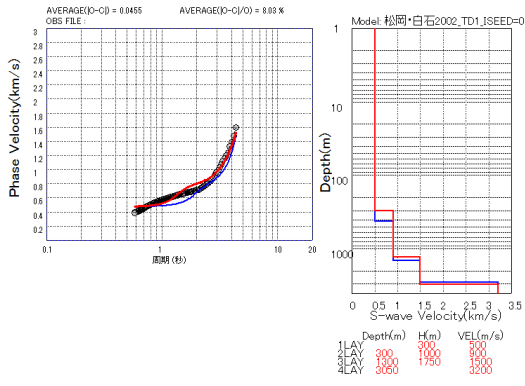 AVERAGE(|O-C|) = 0.0455 AVERAGE(|O-C|/O) = 8.03 %
OBS FILE :
Model: 松岡・白石2002_TD1_ISEED=0
Phase Velocity(km/s)
3
2.8
2.6
2.4
2.2
2
1.8
1.6
1.4
1.2
1
0.8
0.6
0.4
0.2
0.1 1 10 20
周期 (秒)
Depth(m)
1
10
100
1000
0 0.5 1 1.5 2 2.5 3 3.5
S-wave Velocity(km/s)
Depth(m) H(m) VEL(m/s)
1LAY 300 500
2LAY 300 1000 900
3LAY 1300 1750 1500
4LAY 3050 3200